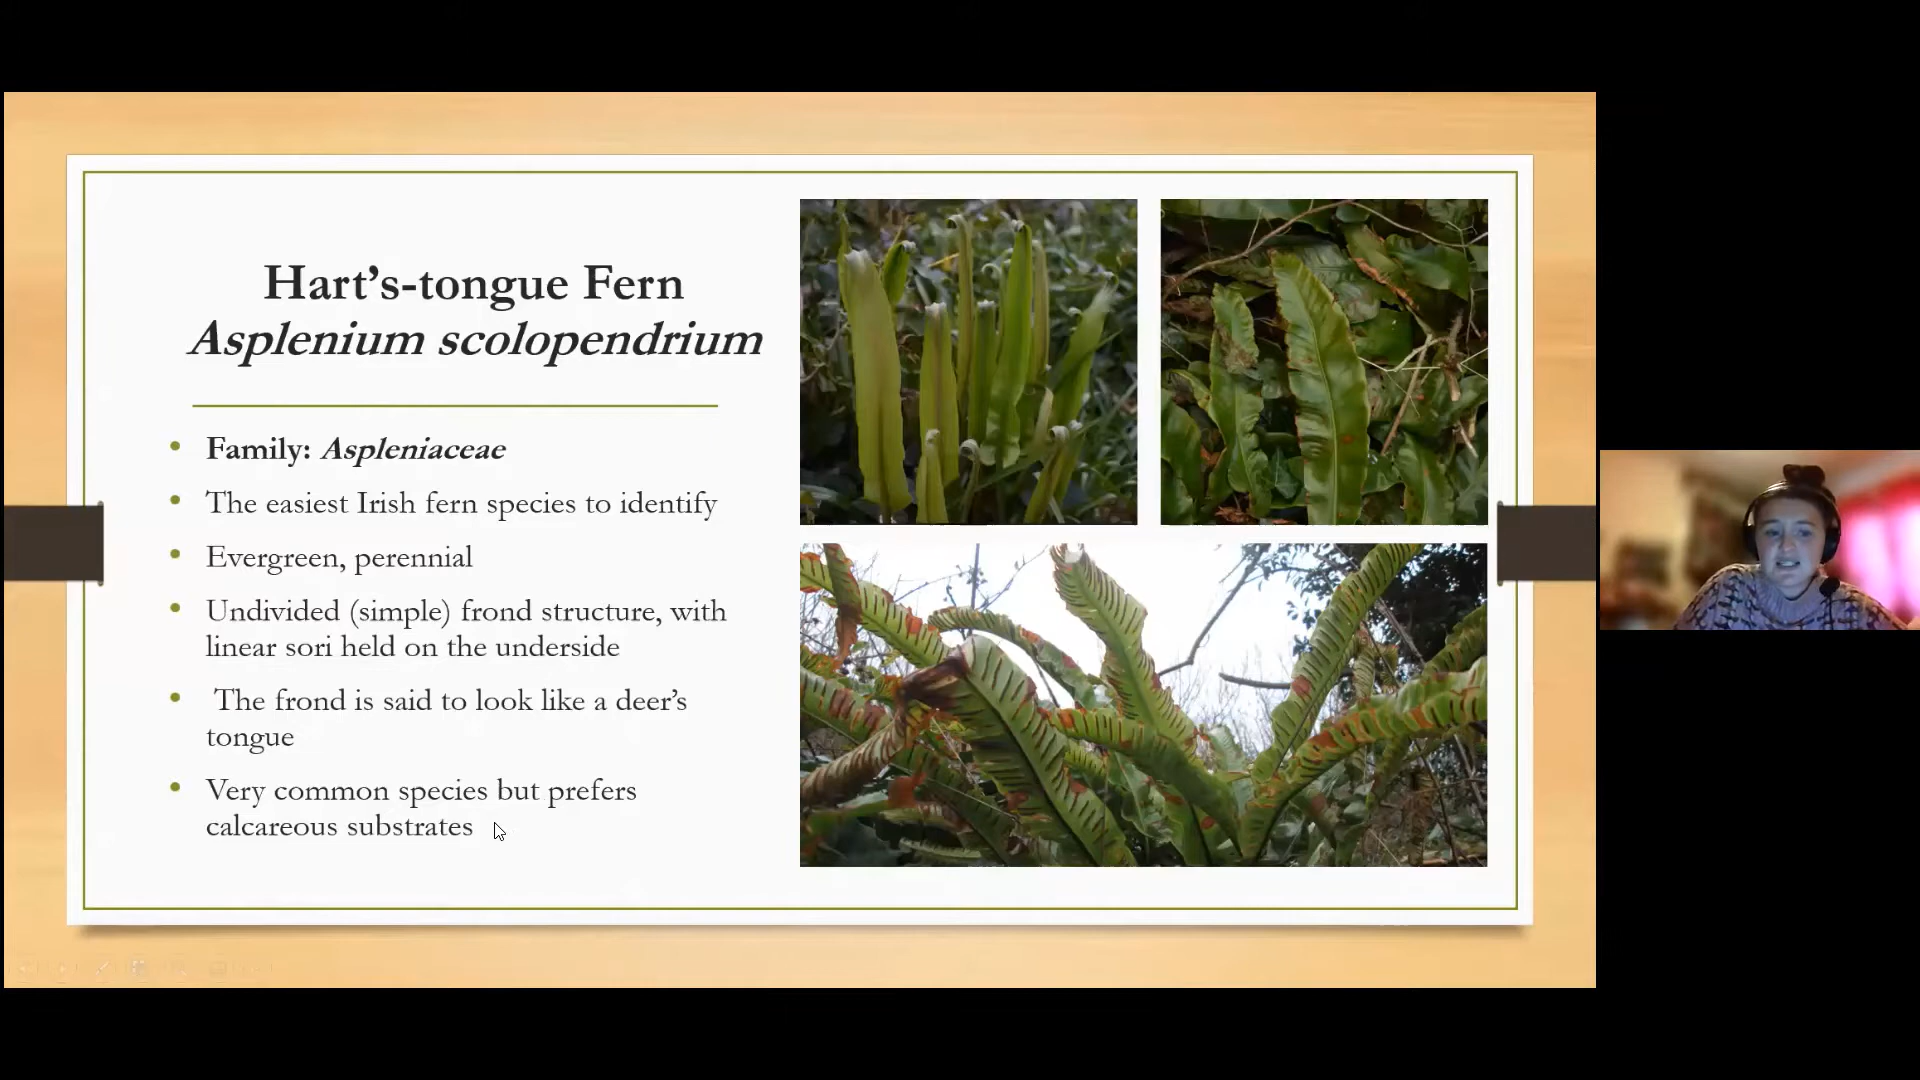 Hart’s-tongue Fern
Asplenium scolopendrium
Family: Aspleniaceae
The easiest Irish fern species to identify
Evergreen, perennial
Undivided (simple) frond structure, with
linear sori held on the underside
The frond is said to look like a deer’s
tongue
Very common species but prefers
calcareous substrates